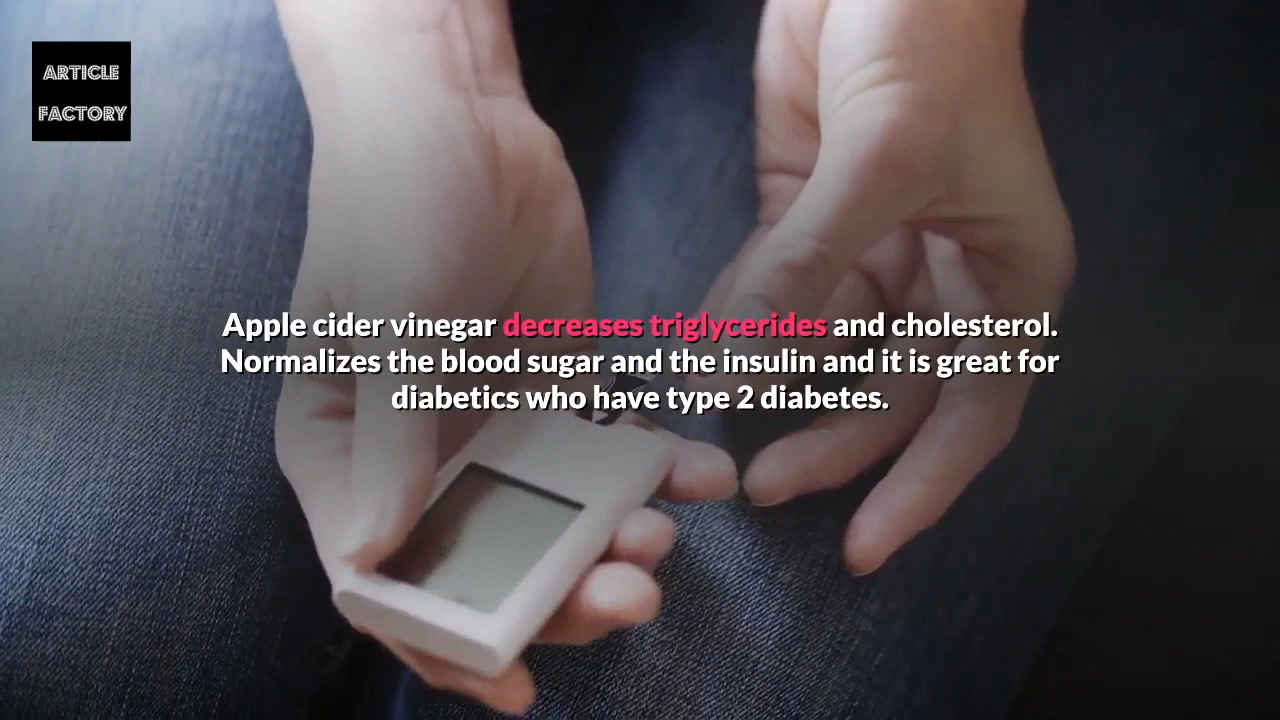 ARTICLE
FACTORY
Apple cider vinegar decreases triglycerides and cholesterol.
Normalizes the blood sugar and the insulin and it is great for
diabetics who have type 2 diabetes.